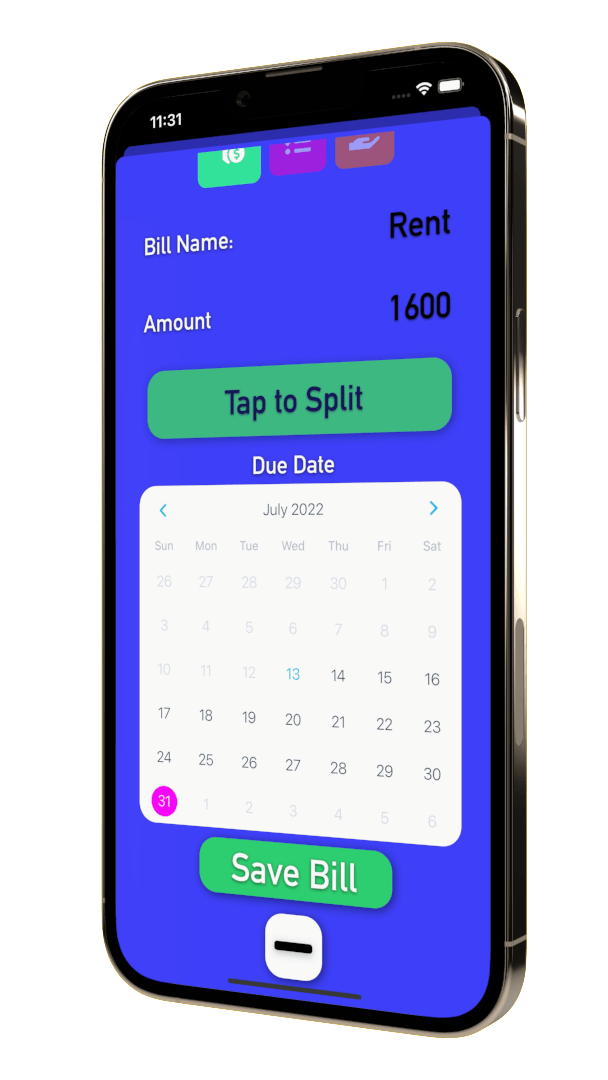 11:31
$
Bill Name: Rent
Amount 1600
Tap to Split
Due Date
July 2022
Sun Mon Tue Wed Thu Fri Sat
26 27 28 29 30 1 2
3 4 5 6 7 8 9
10 11 12 13 14 15 16
17 18 19 20 21 22 23
24 25 26 27 28 29 30
31 1 2 3 4 5 6
Save Bill